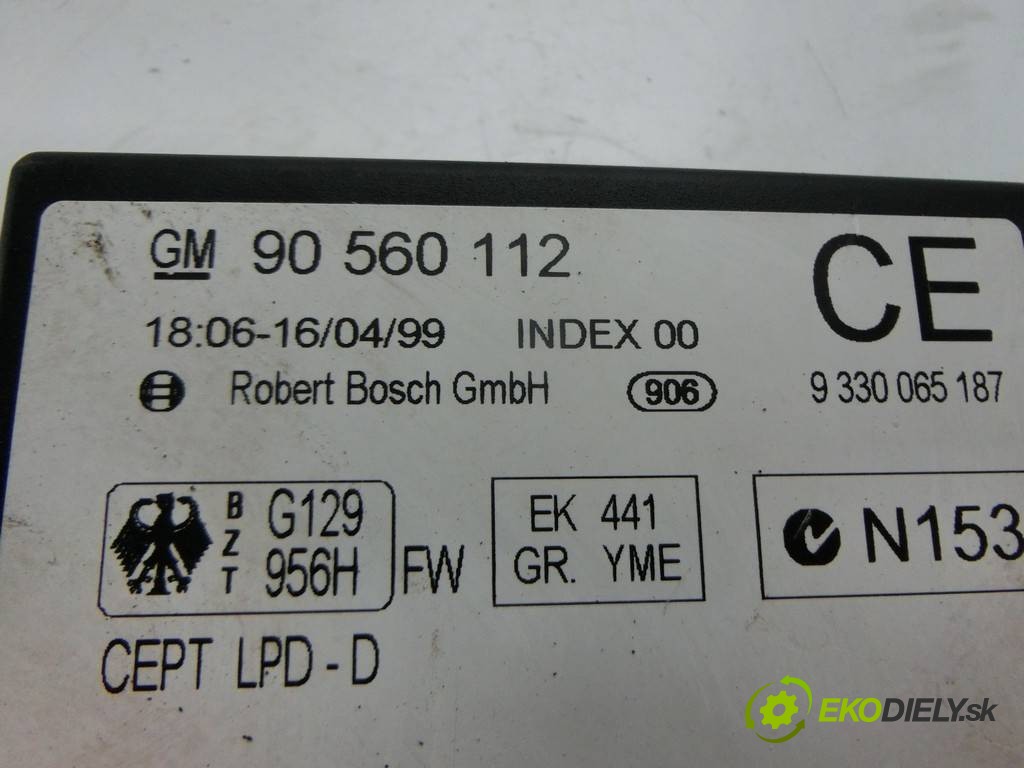 GM 90 560 112
CE
18:06-16/04/99 INDEX 00
Robert Bosch GmbH 906 9 330 065 187
BZT G129
956H FW
EK 441
GR. YME
N153
CEPT LPD-D
EKODIELY.sk